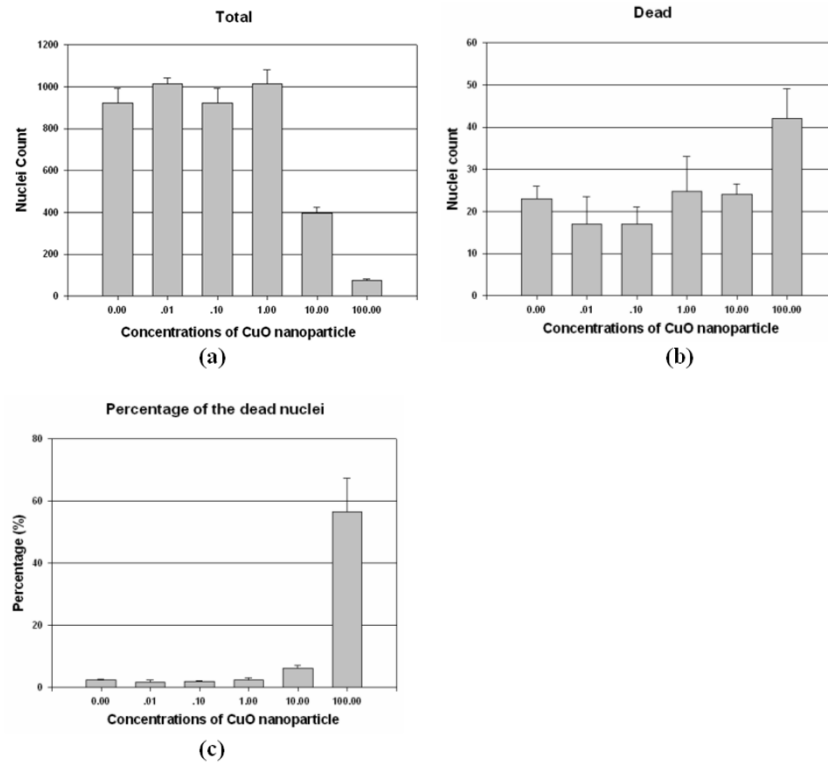 Total
1200
1000
800
600
400
200
0
Nuclei Count
0.00 .01 .10 1.00 10.00 100.00
Concentrations of CuO nanoparticle
(a)
Dead
60
50
40
30
20
10
0
Nuclei count
0.00 .01 .10 1.00 10.00 100.00
Concentrations of CuO nanoparticle
(b)
Percentage of the dead nuclei
80
60
40
20
0
Percentage (%)
0.00 .01 .10 1.00 10.00 100.00
Concentrations of CuO nanoparticle
(c)